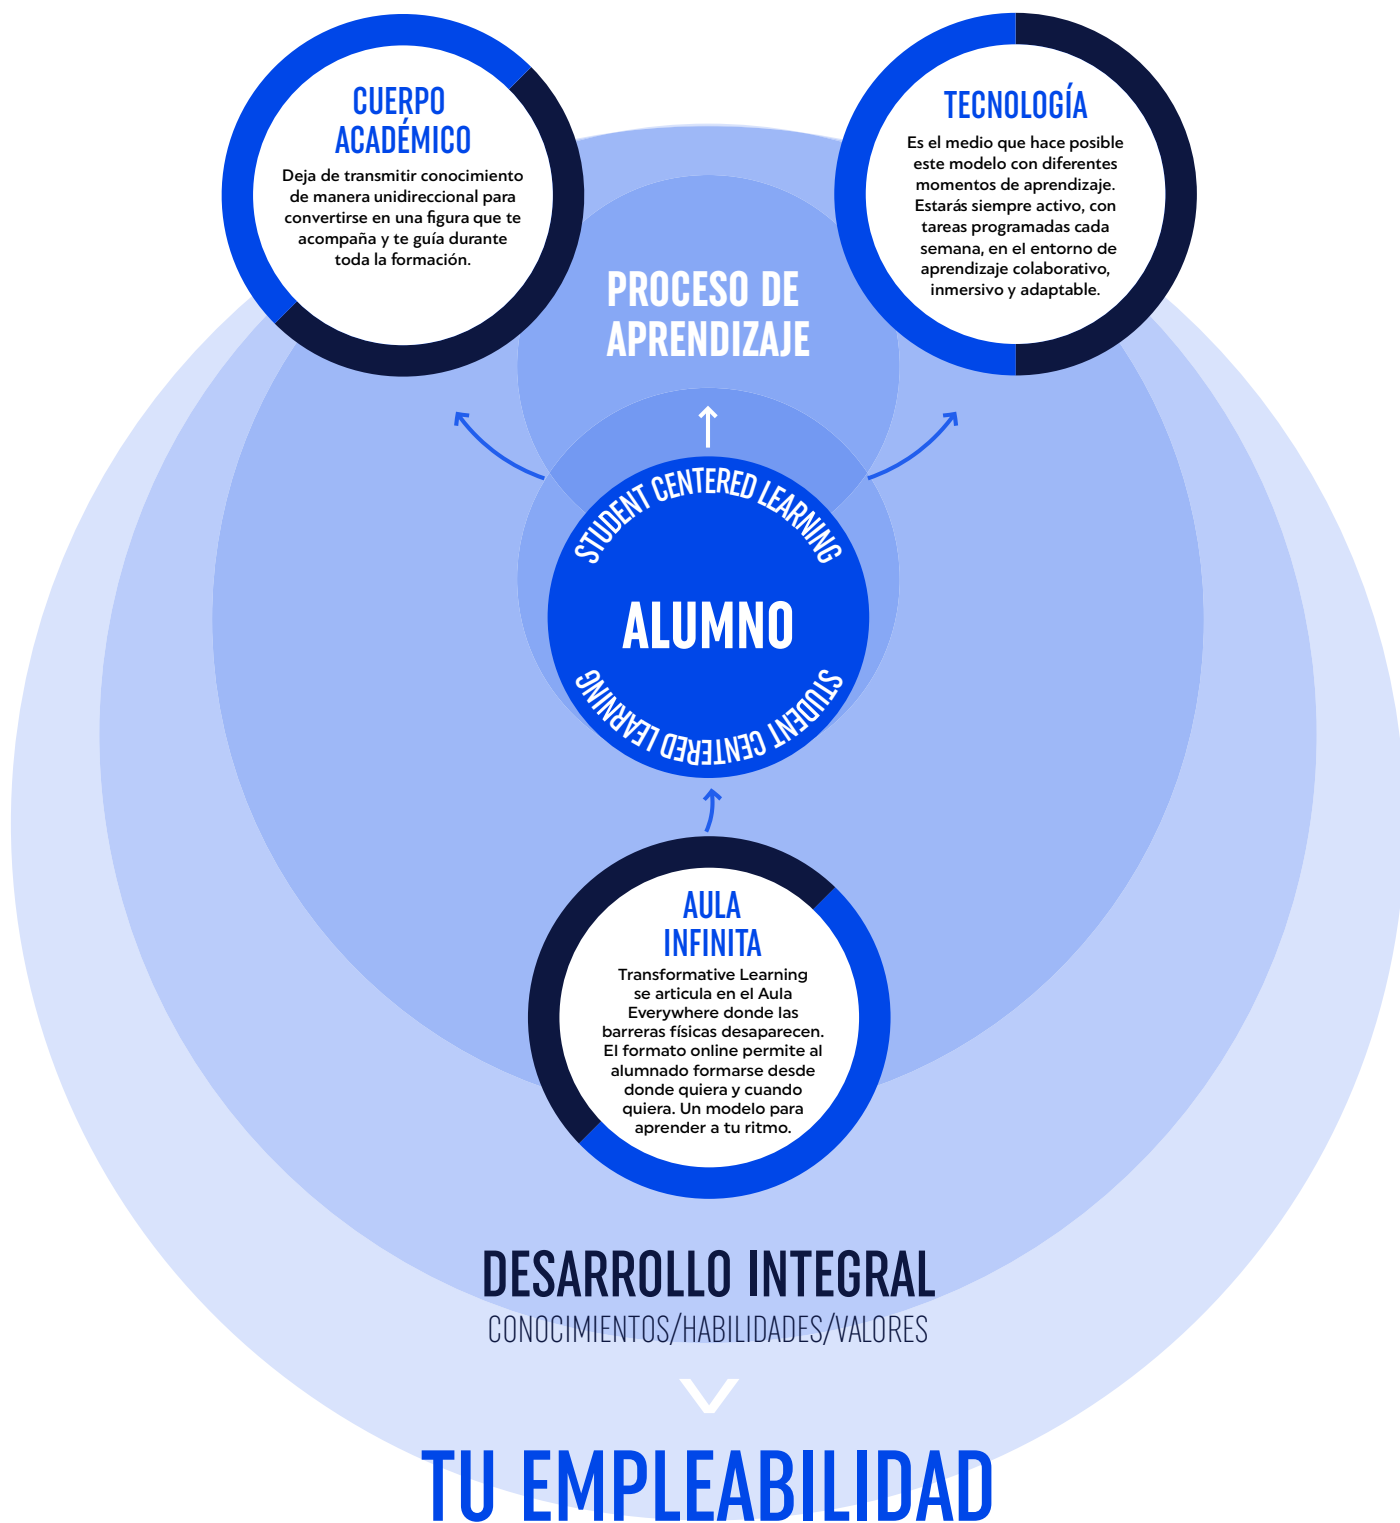 CUERPO
ACADÉMICO
Deja de transmitir conocimiento
de manera unidireccional para
convertirse en una figura que te
acompaña y te guía durante
toda la formación.
TECNOLOGÍA
Es el medio que hace posible
este modelo con diferentes
momentos de aprendizaje.
Estarás siempre activo, con
tareas programadas cada
semana, en el entorno de
aprendizaje colaborativo,
inmersivo y adaptable.
PROCESO DE
APRENDIZAJE
STUDENT CENTERED LEARNING
ALUMNO
STUDENT CENTERED LEARNING
AULA
INFINITA
Transformative Learning
se articula en el Aula
Everywhere donde las
barreras físicas desaparecen.
El formato online permite al
alumnado formarse desde
donde quiera y cuando
quiera. Un modelo para
aprender a tu ritmo.
DESARROLLO INTEGRAL
CONOCIMIENTOS/HABILIDADES/VALORES
TU EMPLEABILIDAD